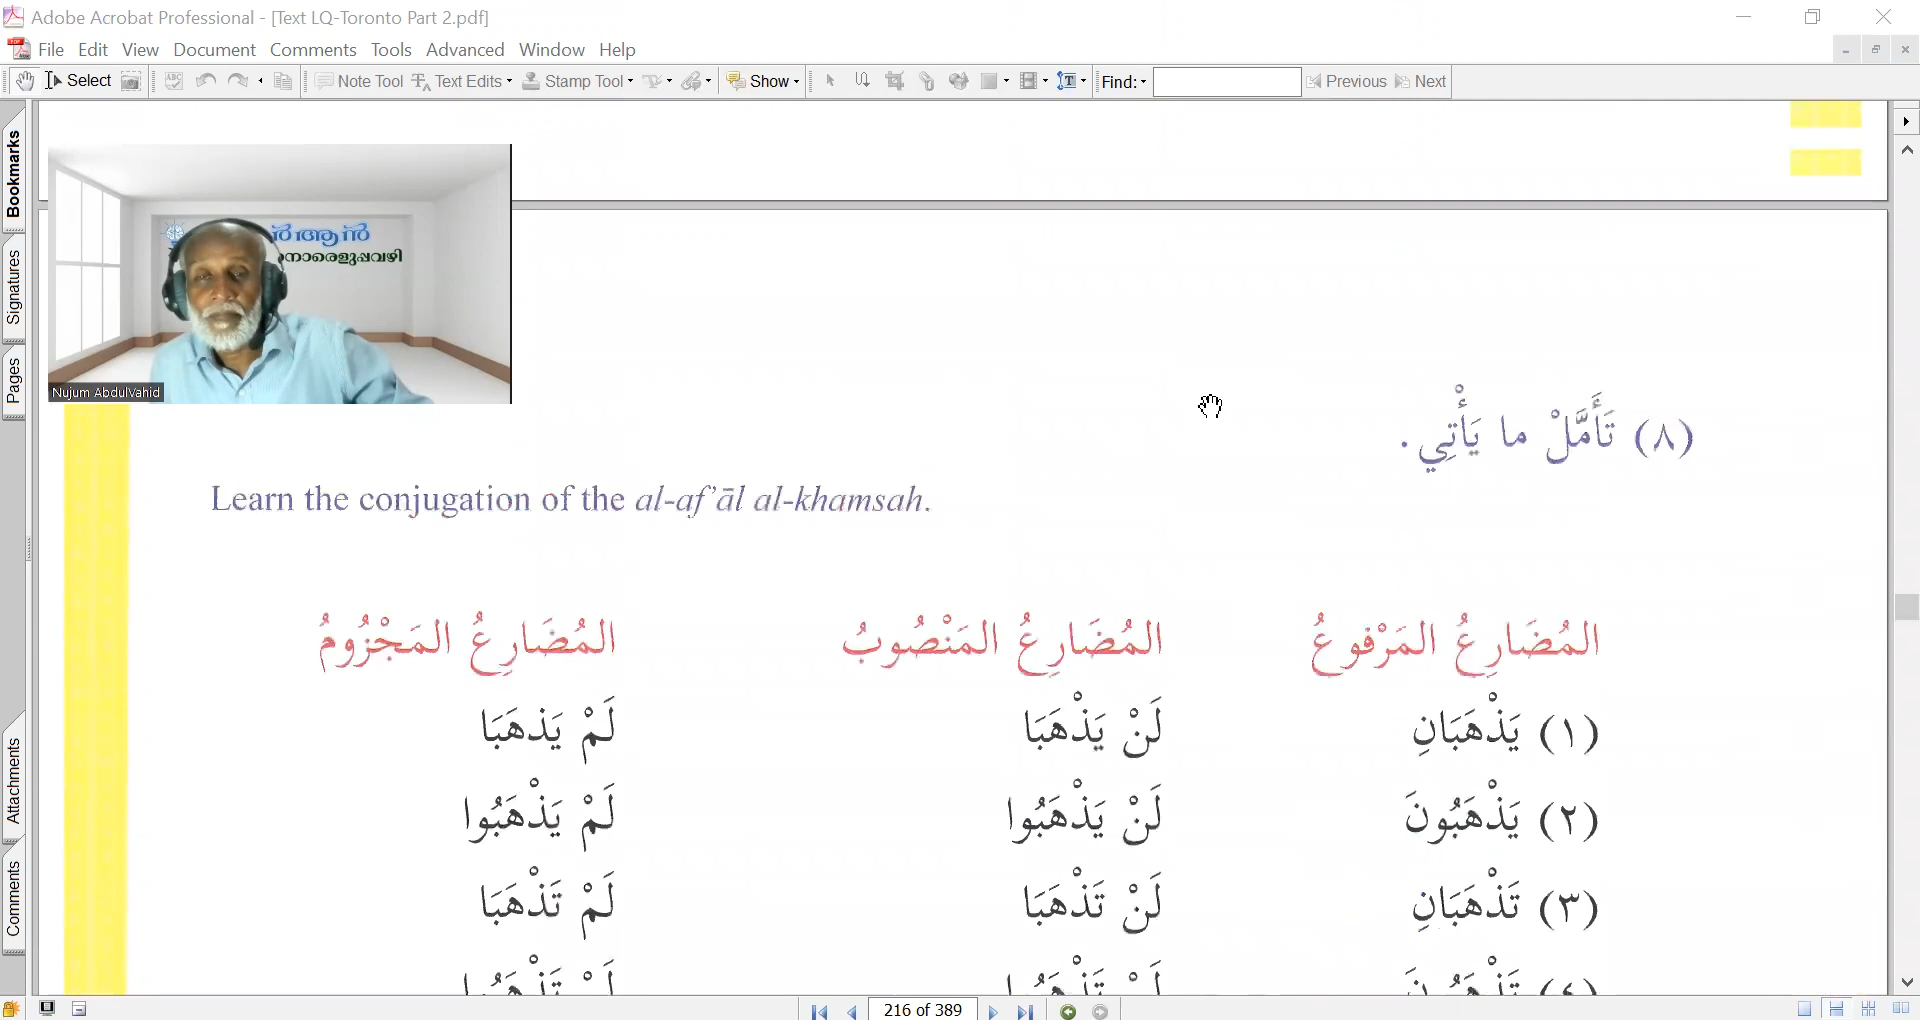 Adobe Acrobat Professional - [Text LQ-Toronto Part 2.pdf]
File Edit View Document Comments Tools Advanced Window Help
Select Note Tool Text Edits Stamp Tool Show Find: Previous Next
Bookmarks
Signatures
Pages
Attachments
Comments
ൻആൻ
നാരെളുപ്പവഴി
Nujum AbdulVahid
(٨) تَأَمَّلْ ما يَأْتِي.
Learn the conjugation of the al-af'āl al-khamsah.
المُضَارِعُ المَرْفوعُ المُضَارِعُ المَنْصُوبُ المُضَارِعُ المَجْزُومُ
(١) يَذْهَبَانِ لَنْ يَذْهَبَا لَمْ يَذهَبَا
(٢) يَذْهَبُونَ لَنْ يَذْهَبُوا لَمْ يَذْهَبُوا
(٣) تَذْهَبَانِ لَنْ تَذْهَبَا لَمْ تَذْهَبَا
216 of 389